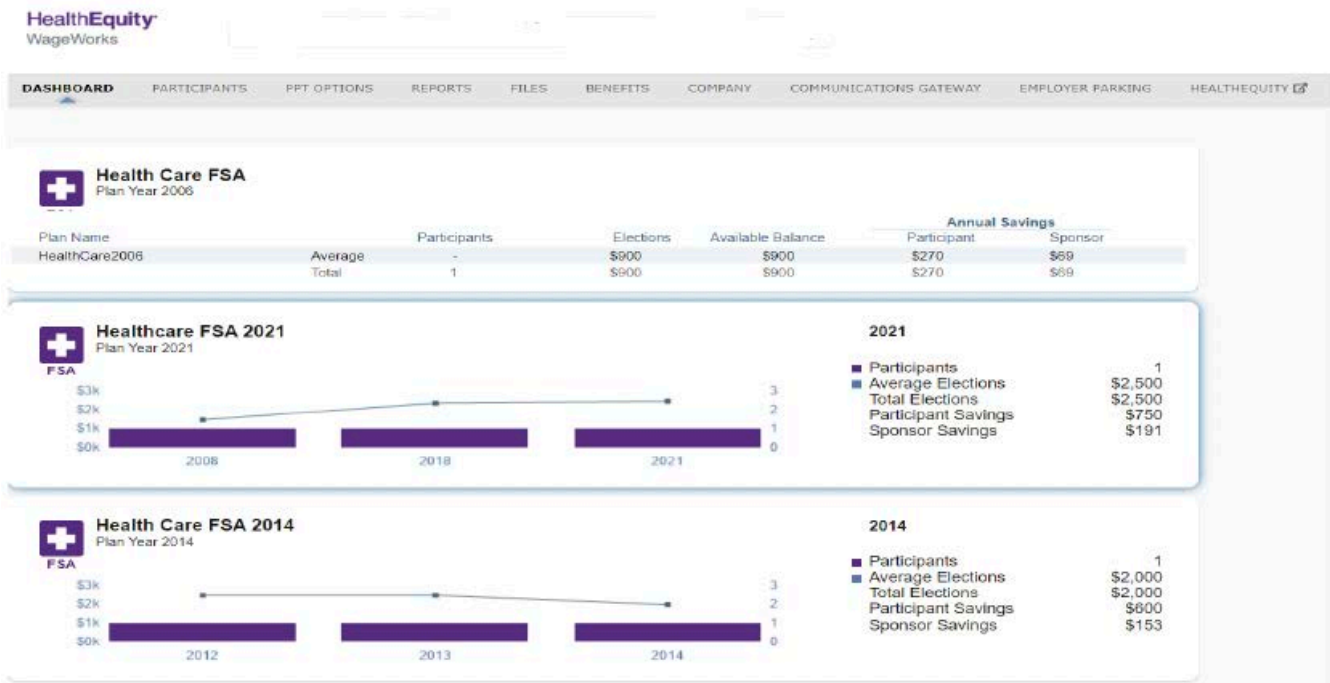 HealthEquity
WageWorks
DASHBOARD PARTICIPANTS PPT OPTIONS REPORTS FILES BENEFITS COMPANY COMMUNICATIONS GATEWAY EMPLOYER PARKING HEALTHEQUITY
Health Care FSA
Plan Year 2006
Annual Savings
Plan Name Participants Elections Available Balance Participant Sponsor
HealthCare2006 Average - $900 $900 $270 $69
Total 1 $900 $900 $270 $69
Healthcare FSA 2021
Plan Year 2021
FSA
2021
Participants 1
Average Elections $2,500
Total Elections $2,500
Participant Savings $750
Sponsor Savings $191
$3k 3
$2k 2
$1k 1
$0k 0
2008 2018 2021
Health Care FSA 2014
Plan Year 2014
FSA
2014
Participants 1
Average Elections $2,000
Total Elections $2,000
Participant Savings $600
Sponsor Savings $153
$3k 3
$2k 2
$1k 1
$0k 0
2012 2013 2014